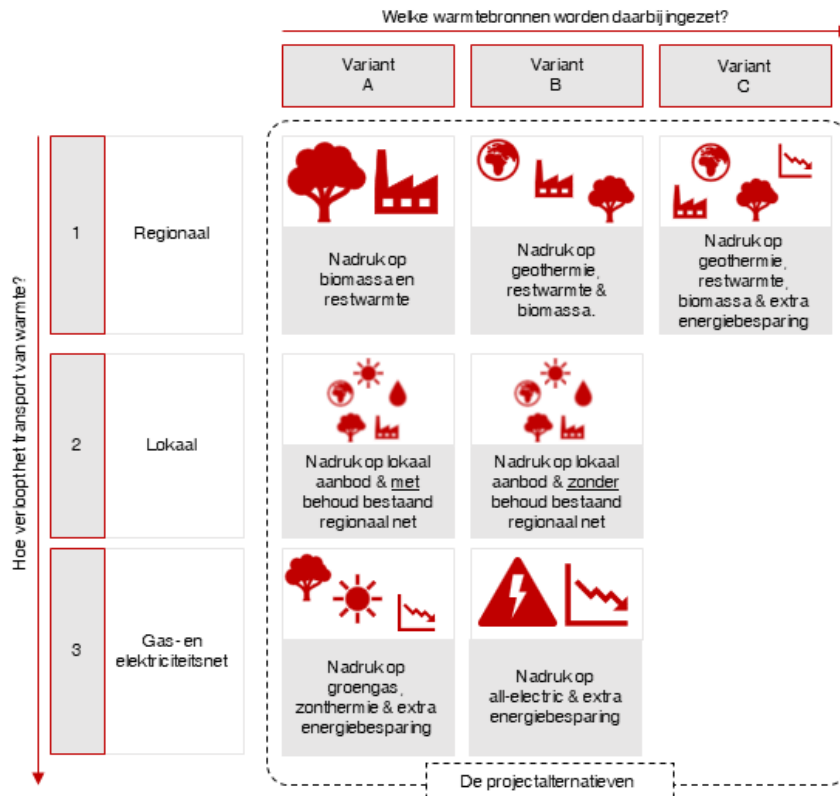 Welke warmtebronnen worden daarbij ingezet?
Variant
A
Variant
B
Variant
C
Hoe verloopt het transport van warmte?
1
Regionaal
Nadruk op
biomassa en
restwarmte
Nadruk op
geothermie,
restwarmte &
biomassa.
Nadruk op
geothermie,
restwarmte,
biomassa & extra
energiebesparing
2
Lokaal
Nadruk op lokaal
aanbod & met
behoud bestaand
regionaal net
Nadruk op lokaal
aanbod & zonder
behoud bestaand
regionaal net
3
Gas- en
elektriciteitsnet
Nadruk op
groengas,
zonthermie & extra
energiebesparing
Nadruk op
all-electric & extra
energiebesparing
De projectalternatieven